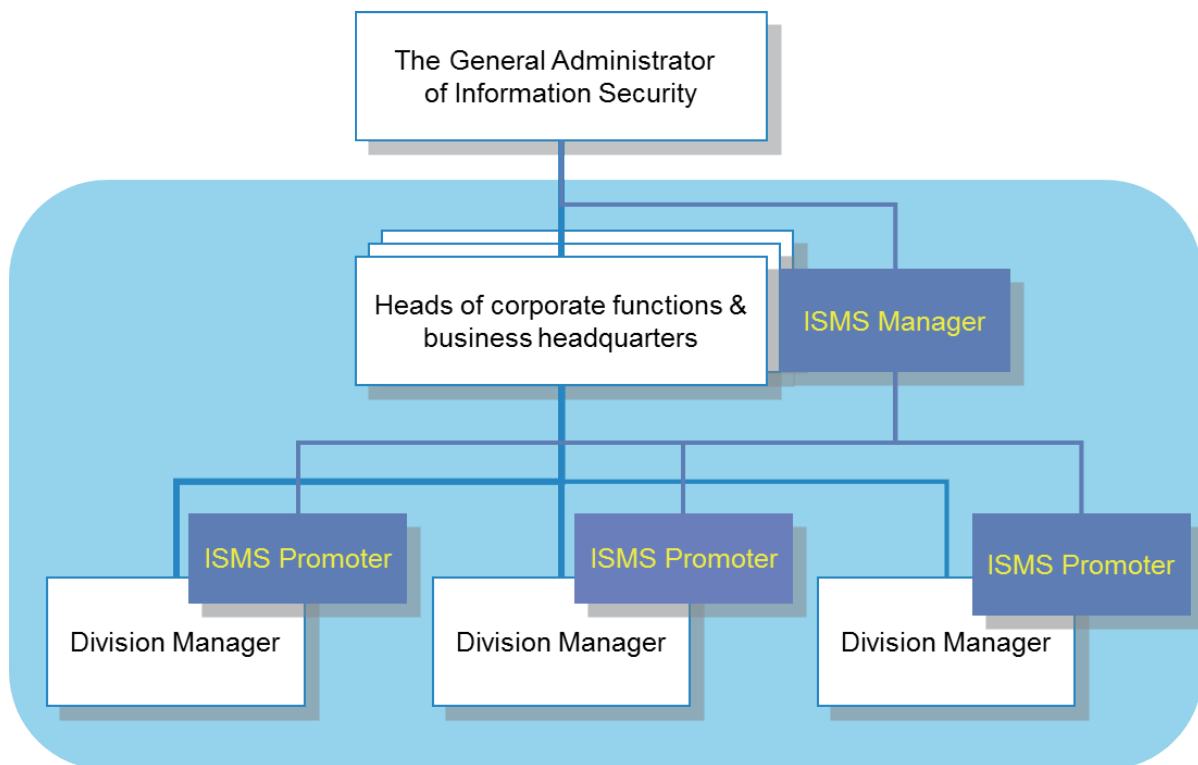 The General Administrator
of Information Security
Heads of corporate functions &
business headquarters
ISMS Manager
ISMS Promoter
ISMS Promoter
ISMS Promoter
Division Manager
Division Manager
Division Manager